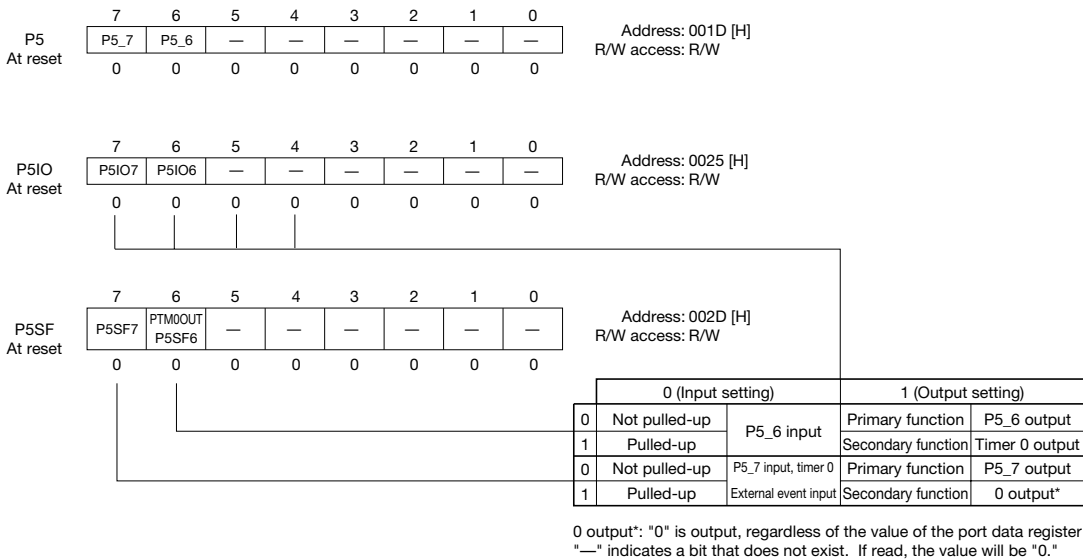 7 6 5 4 3 2 1 0
P5 P5_7 P5_6 — — — — — — Address: 001D [H]
At reset R/W access: R/W
0 0 0 0 0 0 0 0
7 6 5 4 3 2 1 0
P5IO P5IO7 P5IO6 — — — — — — Address: 0025 [H]
At reset R/W access: R/W
0 0 0 0 0 0 0 0
7 6 5 4 3 2 1 0
P5SF P5SF7 PTM0OUT P5SF6 — — — — — — Address: 002D [H]
At reset R/W access: R/W
0 0 0 0 0 0 0 0
0 (Input setting) 1 (Output setting)
0 Not pulled-up P5_6 input Primary function P5_6 output
1 Pulled-up Secondary function Timer 0 output
0 Not pulled-up P5_7 input, timer 0 Primary function P5_7 output
1 Pulled-up External event input Secondary function 0 output*
0 output*: "0" is output, regardless of the value of the port data register
"—" indicates a bit that does not exist. If read, the value will be "0."